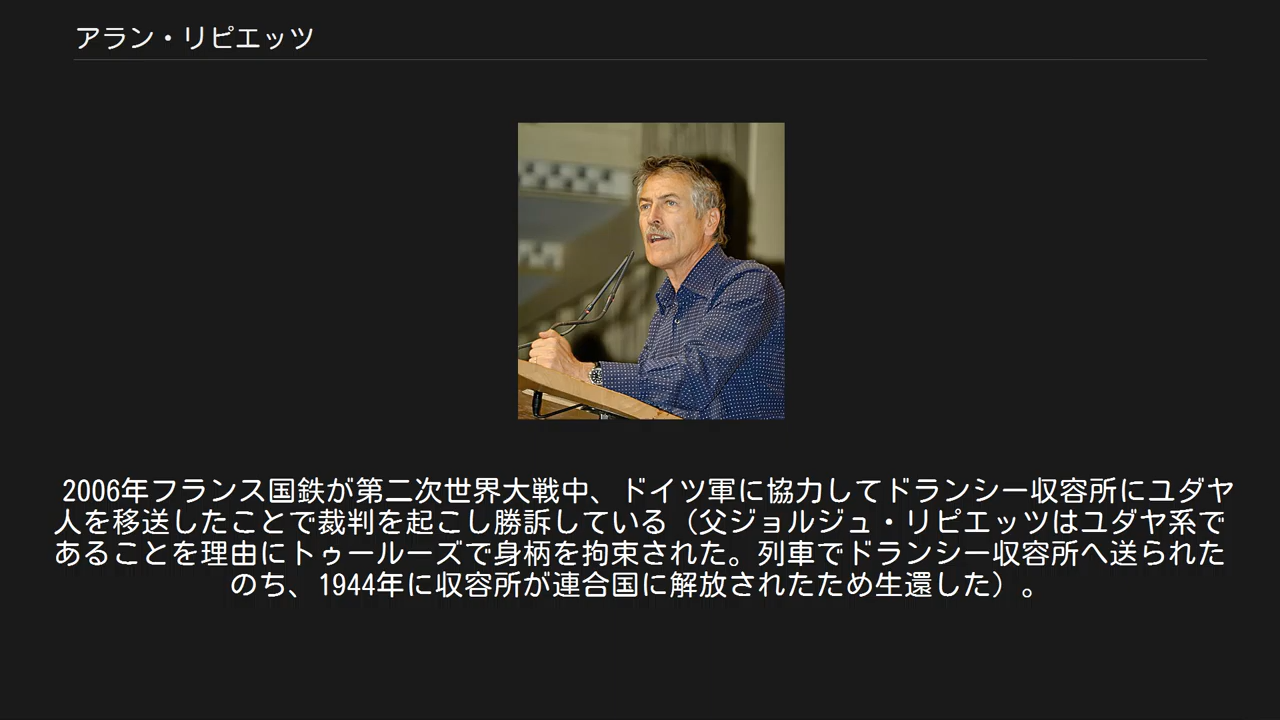 アラン・リピエッツ
2006年フランス国鉄が第二次世界大戦中、ドイツ軍に協力してドランシー収容所にユダヤ
人を移送したことで裁判を起こし勝訴している（父ジョルジュ・リピエッツはユダヤ系で
あることを理由にトゥールーズで身柄を拘束された。列車でドランシー収容所へ送られた
のち、1944年に収容所が連合国に解放されたため生還した）。